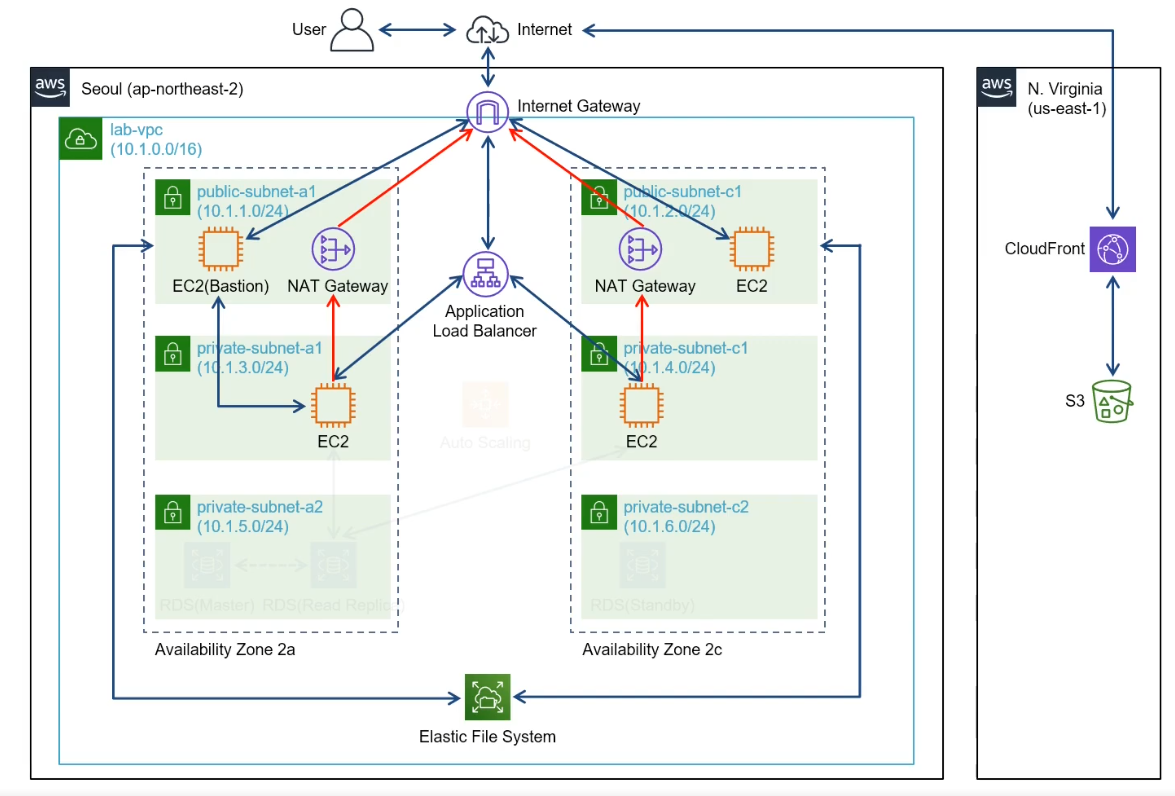 User
Internet
aws
Seoul (ap-northeast-2)
Internet Gateway
aws
N. Virginia
(us-east-1)
lab-vpc
(10.1.0.0/16)
public-subnet-a1
(10.1.1.0/24)
public-subnet-c1
(10.1.2.0/24)
EC2(Bastion)
NAT Gateway
NAT Gateway
EC2
CloudFront
Application
Load Balancer
private-subnet-a1
(10.1.3.0/24)
private-subnet-c1
(10.1.4.0/24)
S3
EC2
Auto Scaling
EC2
private-subnet-a2
(10.1.5.0/24)
private-subnet-c2
(10.1.6.0/24)
RDS(Master)
RDS(Read Replica)
RDS(Standby)
Availability Zone 2a
Availability Zone 2c
Elastic File System